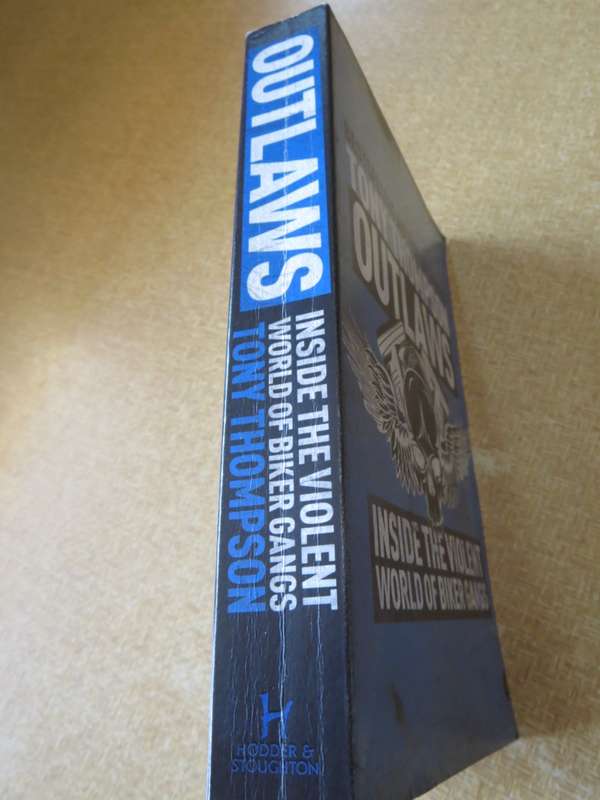 OUTLAWS
INSIDE THE VIOLENT
WORLD OF BIKER GANGS
TONY THOMPSON
HODDER &
STOUGHTON
TONY
OUTLAWS
INSIDE THE VIOLENT
WORLD OF BIKER GANGS